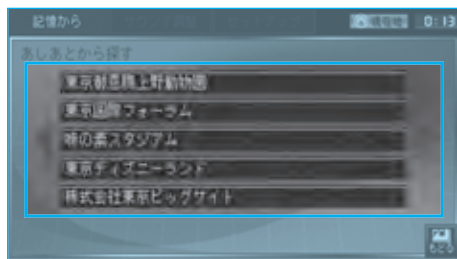 記憶から 0:13
あしあとから探す
東京都恩賜上野動物園
東京国際フォーラム
味の素スタジアム
東京ディズニーランド
株式会社東京ビッグサイト
もどる